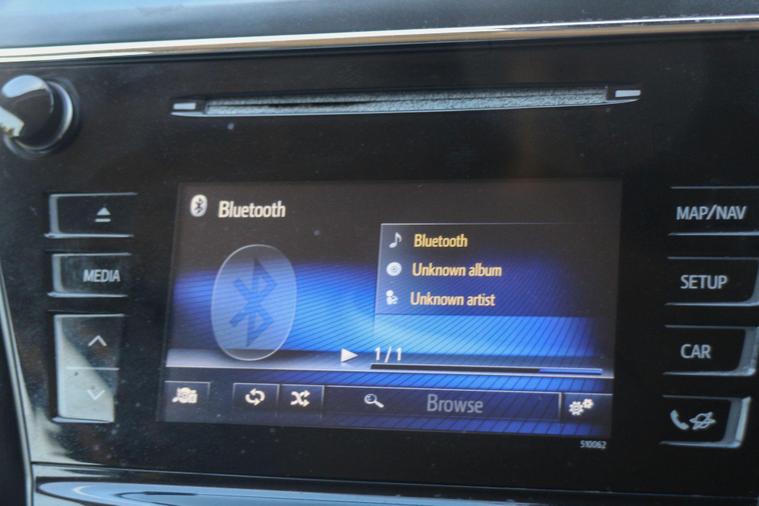 Bluetooth
MAP/NAV
Bluetooth
MEDIA
Unknown album
SETUP
Unknown artist
CAR
1/1
Browse
510062